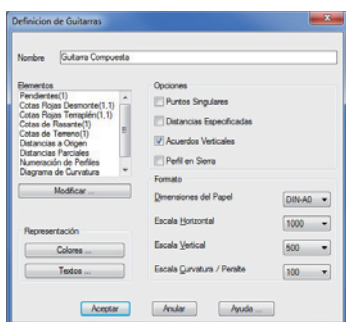 Definicion de Guitarras
Nombre
Guitarra Compuesta
Elementos
Pendientes(1)
Cotas Rojas Desmonte(1,1)
Cotas Rojas Terraplén(1,1)
Cotas de Rasante(1)
Cotas de Terreno(1)
Distancias a Origen
Distancias Parciales
Numeración de Perfiles
Diagrama de Curvatura
Modificar ...
Representación
Colores ...
Textos ...
Opciones
Puntos Singulares
Distancias Especificadas
Acuerdos Verticales
Perfil en Sierra
Formato
Dimensiones del Papel DIN-A0
Escala Horizontal 1000
Escala Vertical 500
Escala Curvatura / Peralte 100
Aceptar Anular Ayuda ...